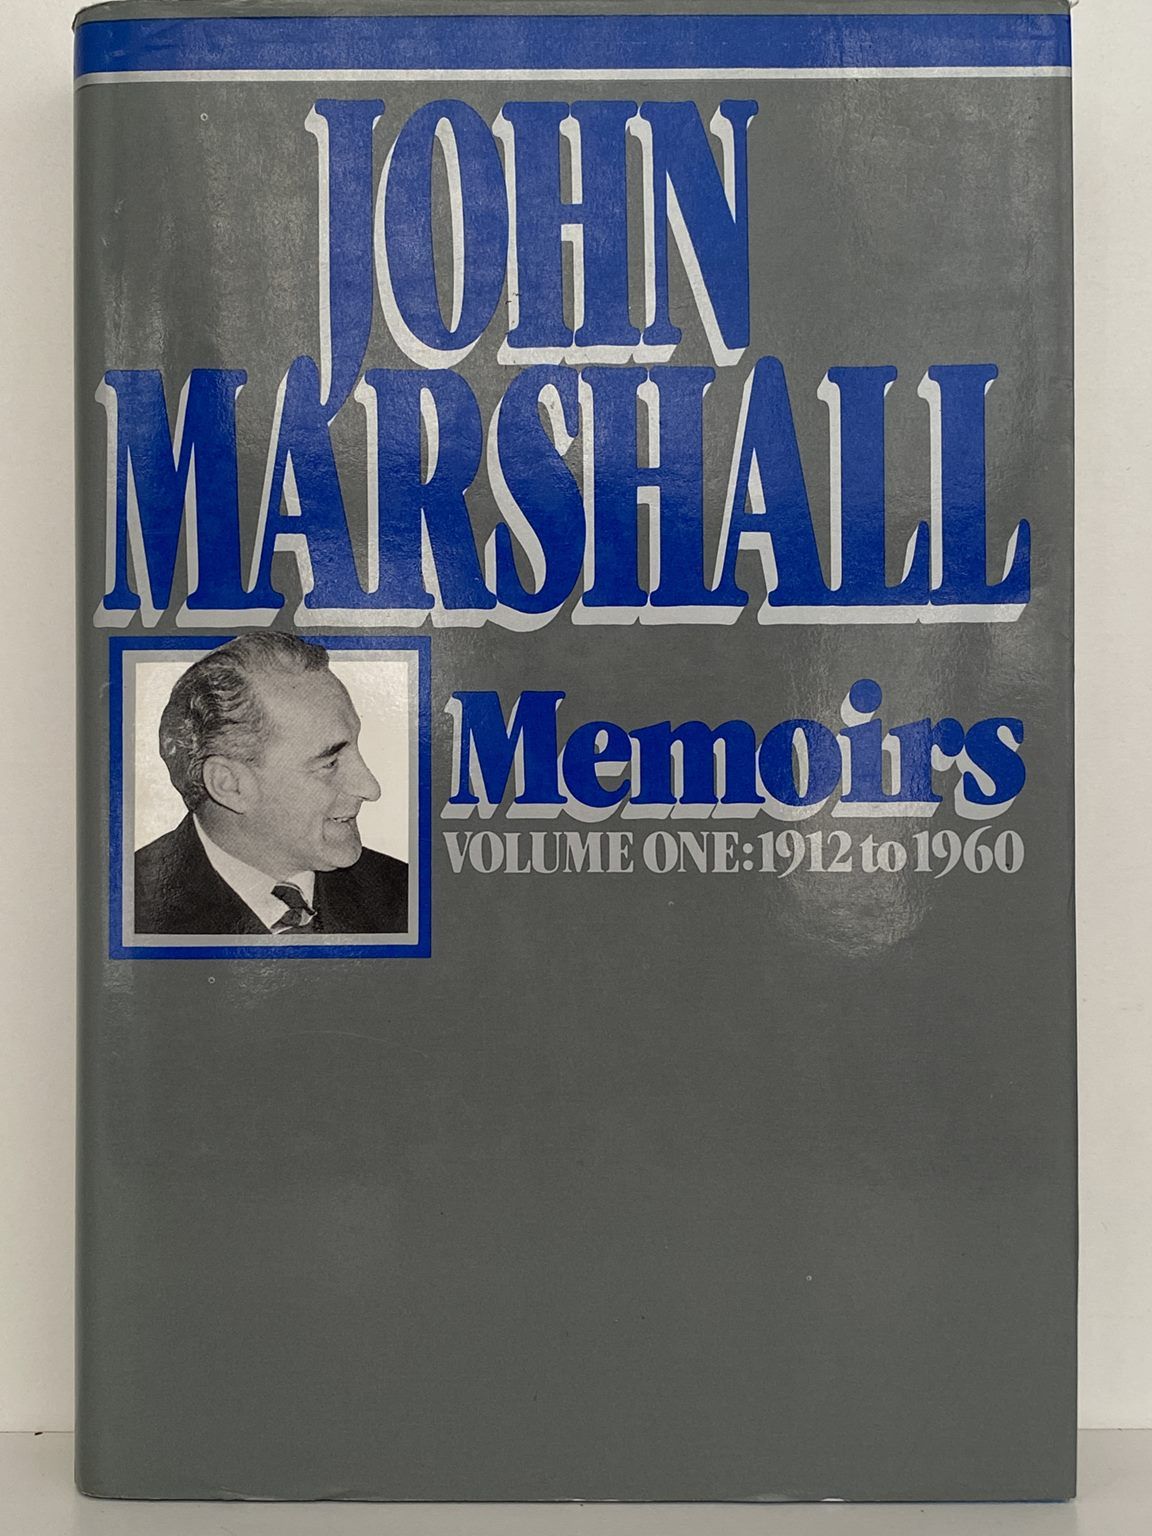 JOHN
MARSHALL
Memoirs
VOLUME ONE: 1912 to 1960